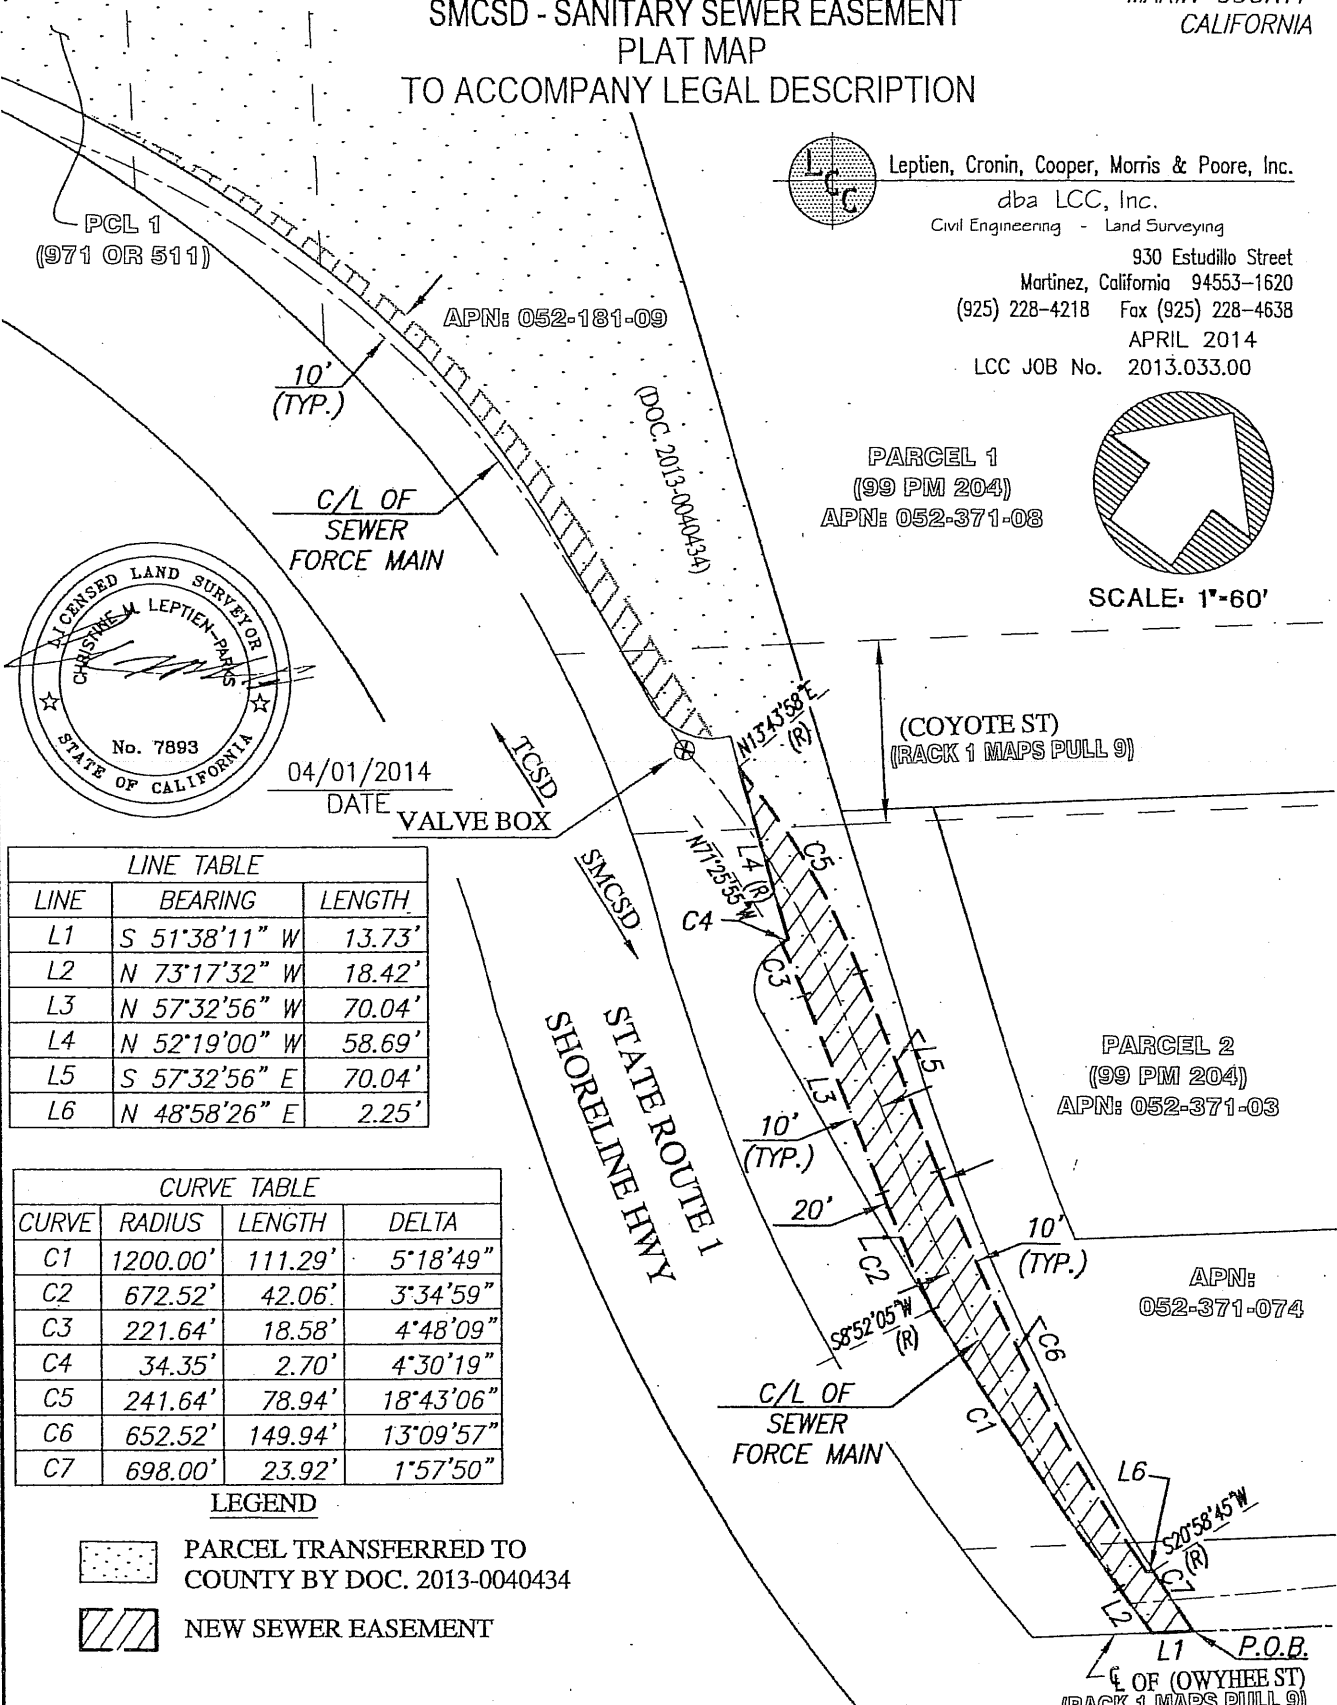 SMCSD - SANITARY SEWER EASEMENT
PLAT MAP
TO ACCOMPANY LEGAL DESCRIPTION
MARIN COUNTY
CALIFORNIA
LCC
Leptien, Cronin, Cooper, Morris & Poore, Inc.
dba LCC, Inc.
Civil Engineering - Land Surveying
930 Estudillo Street
Martinez, California 94553-1620
(925) 228-4218 Fax (925) 228-4638
APRIL 2014
LCC JOB No. 2013.033.00
PCL 1
(971 OR 511)
APN: 052-181-09
10'
(TYP.)
(DOC. 2013-0040434)
C/L OF
SEWER
FORCE MAIN
PARCEL 1
(99 PM 204)
APN: 052-371-08
SCALE: 1"-60'
LICENSED LAND SURVEYOR
CHRISTINE M. LEPTIEN-PARKS
No. 7893
STATE OF CALIFORNIA
04/01/2014
DATE
VALVE BOX
TCSD
SMCSD
N13°43'58"E
(R)
(COYOTE ST)
(RACK 1 MAPS PULL 9)
N71°25'55"W
(R)
L4
C5
C4
C3
L5
L3
STATE ROUTE 1
SHORELINE HWY
PARCEL 2
(99 PM 204)
APN: 052-371-03
10'
(TYP.)
20'
C2
S8°52'05"W
(R)
10'
(TYP.)
APN:
052-371-074
C6
C/L OF
SEWER
FORCE MAIN
C1
L6
S20°58'45"W
(R)
C7
L2
L1
P.O.B.
℄ OF (OWYHEE ST)
(RACK 1 MAPS PULL 9)
LINE TABLE
LINE BEARING LENGTH
L1 S 51°38'11" W 13.73'
L2 N 73°17'32" W 18.42'
L3 N 57°32'56" W 70.04'
L4 N 52°19'00" W 58.69'
L5 S 57°32'56" E 70.04'
L6 N 48°58'26" E 2.25'
CURVE TABLE
CURVE RADIUS LENGTH DELTA
C1 1200.00' 111.29' 5°18'49"
C2 672.52' 42.06' 3°34'59"
C3 221.64' 18.58' 4°48'09"
C4 34.35' 2.70' 4°30'19"
C5 241.64' 78.94' 18°43'06"
C6 652.52' 149.94' 13°09'57"
C7 698.00' 23.92' 1°57'50"
LEGEND
PARCEL TRANSFERRED TO
COUNTY BY DOC. 2013-0040434
NEW SEWER EASEMENT